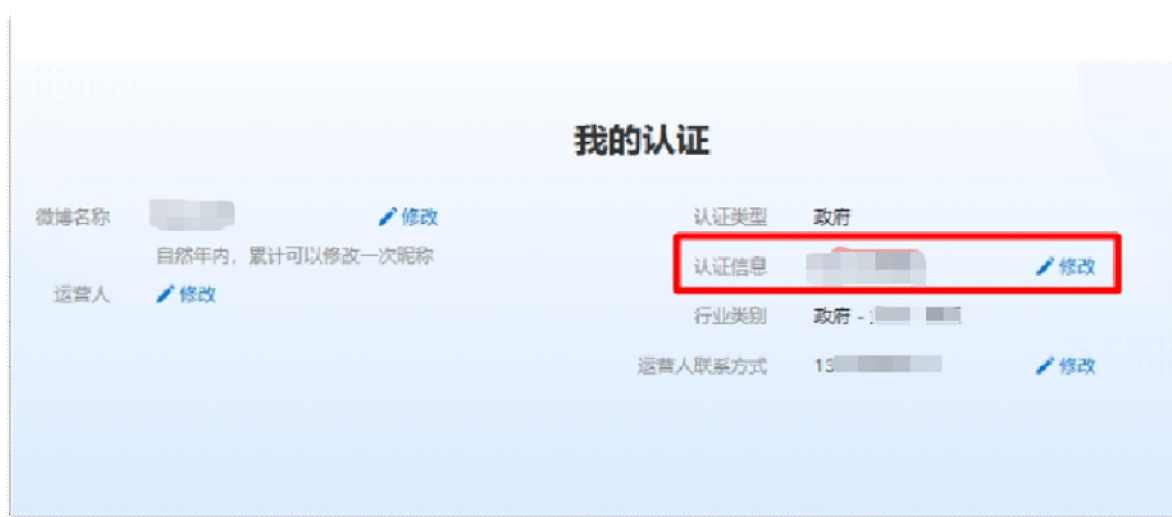 我的认证
微博名称 修改
自然年内，累计可以修改一次昵称
运营人 修改
认证类型 政府
认证信息 修改
行业类别 政府 -
运营人联系方式 13 修改